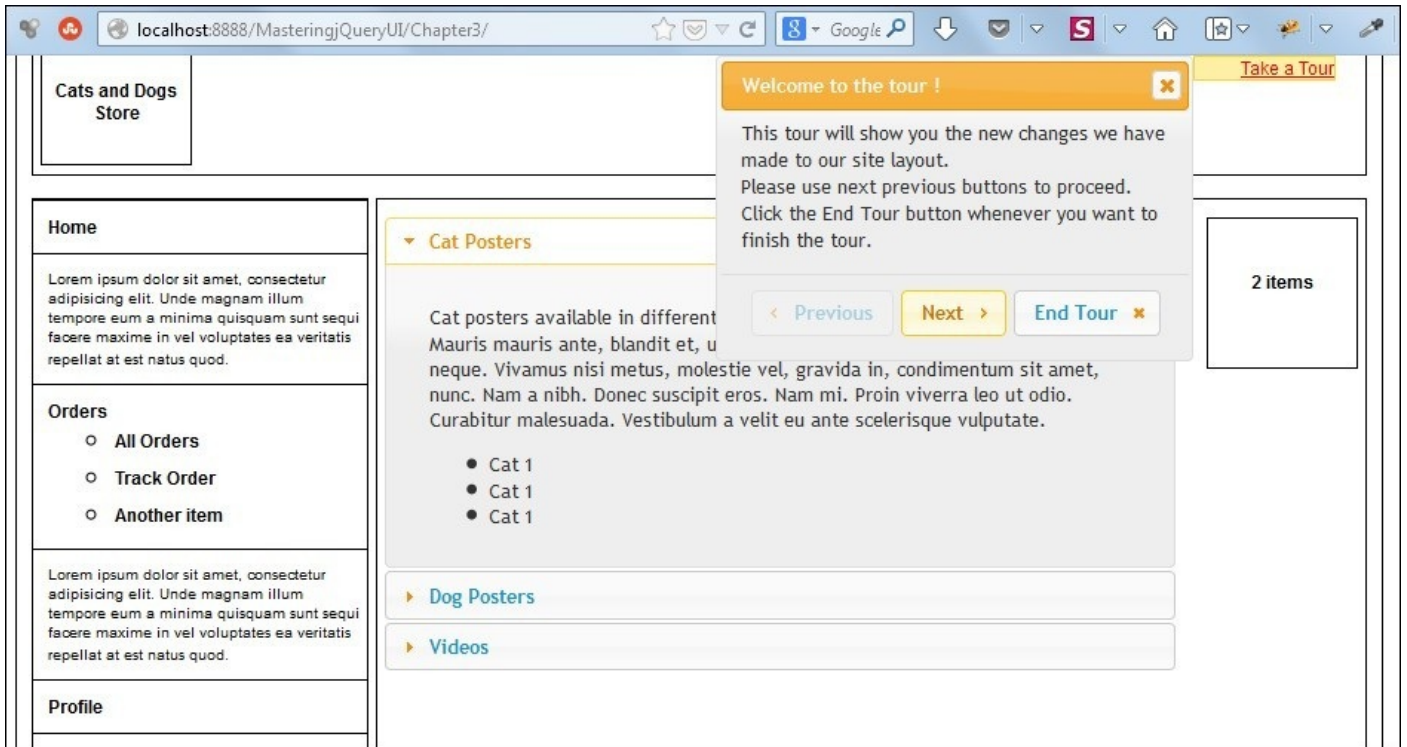 localhost:8888/MasteringjQueryUI/Chapter3/
Google
Cats and Dogs
Store
Take a Tour
Welcome to the tour !
This tour will show you the new changes we have
made to our site layout.
Please use next previous buttons to proceed.
Click the End Tour button whenever you want to
finish the tour.
Previous
Next
End Tour
Home
Lorem ipsum dolor sit amet, consectetur
adipisicing elit. Unde magnam illum
tempore eum a minima quisquam sunt sequi
facere maxime in vel voluptates ea veritatis
repellat at est natus quod.
Orders
All Orders
Track Order
Another item
Lorem ipsum dolor sit amet, consectetur
adipisicing elit. Unde magnam illum
tempore eum a minima quisquam sunt sequi
facere maxime in vel voluptates ea veritatis
repellat at est natus quod.
Profile
Cat Posters
Cat posters available in different
Mauris mauris ante, blandit et, u
neque. Vivamus nisi metus, molestie vel, gravida in, condimentum sit amet,
nunc. Nam a nibh. Donec suscipit eros. Nam mi. Proin viverra leo ut odio.
Curabitur malesuada. Vestibulum a velit eu ante scelerisque vulputate.
Cat 1
Cat 1
Cat 1
Dog Posters
Videos
2 items